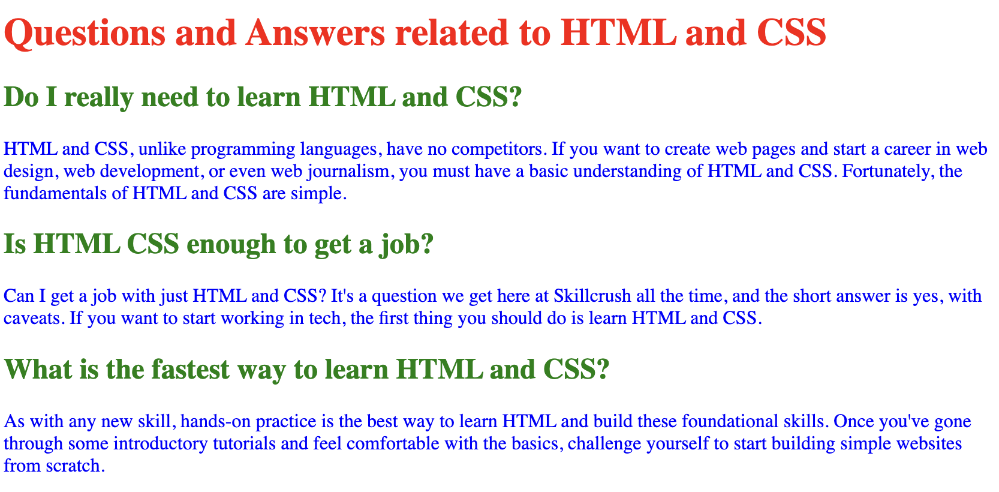 Questions and Answers related to HTML and CSS
Do I really need to learn HTML and CSS?
HTML and CSS, unlike programming languages, have no competitors. If you want to create web pages and start a career in web
design, web development, or even web journalism, you must have a basic understanding of HTML and CSS. Fortunately, the
fundamentals of HTML and CSS are simple.
Is HTML CSS enough to get a job?
Can I get a job with just HTML and CSS? It's a question we get here at Skillcrush all the time, and the short answer is yes, with
caveats. If you want to start working in tech, the first thing you should do is learn HTML and CSS.
What is the fastest way to learn HTML and CSS?
As with any new skill, hands-on practice is the best way to learn HTML and build these foundational skills. Once you've gone
through some introductory tutorials and feel comfortable with the basics, challenge yourself to start building simple websites
from scratch.